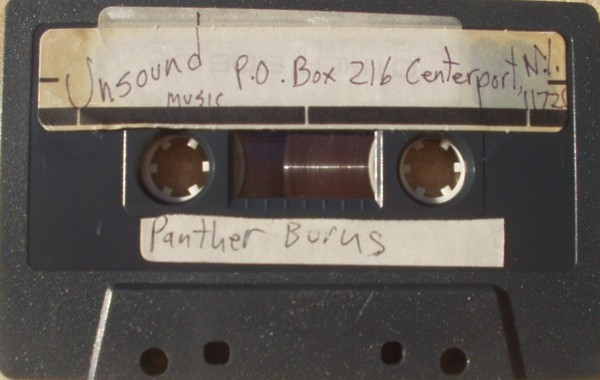 Unsound P.O. Box 216 Centerport, N.Y.
music 11721
Panther Burns